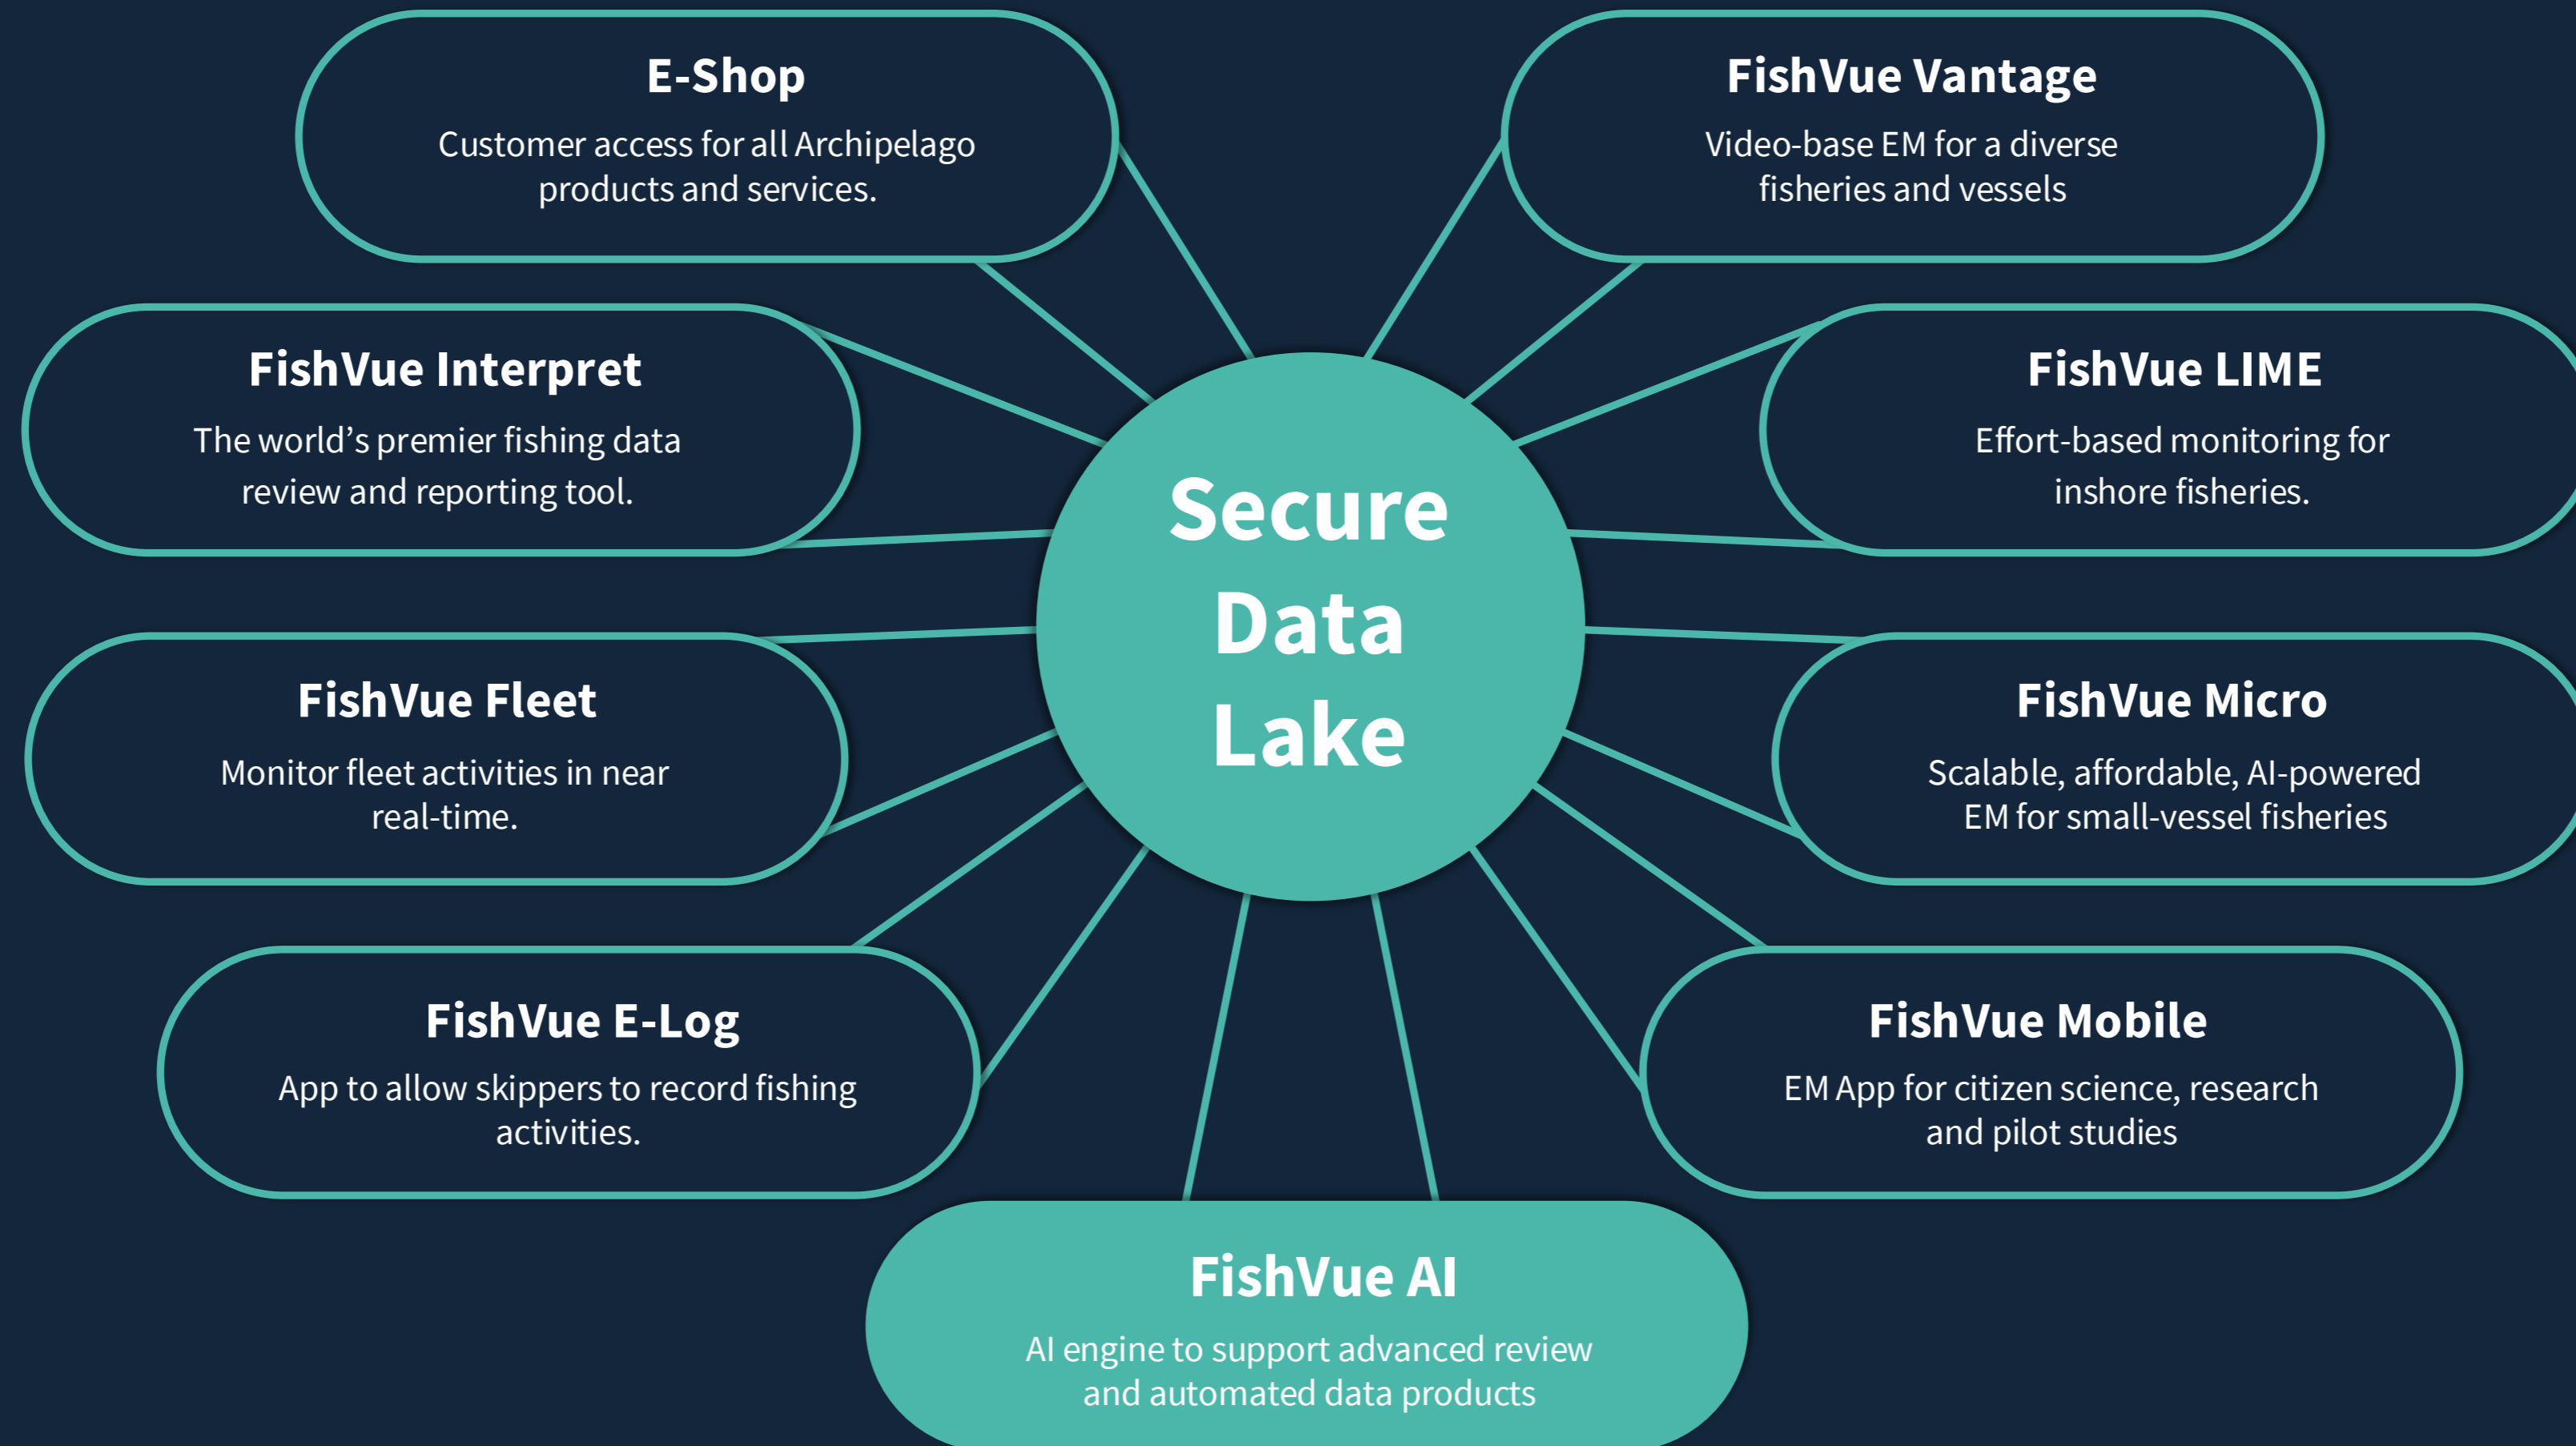 E-Shop
Customer access for all Archipelago
products and services.
FishVue Vantage
Video-base EM for a diverse
fisheries and vessels
FishVue Interpret
The world’s premier fishing data
review and reporting tool.
FishVue LIME
Effort-based monitoring for
inshore fisheries.
Secure
Data
Lake
FishVue Fleet
Monitor fleet activities in near
real-time.
FishVue Micro
Scalable, affordable, AI-powered
EM for small-vessel fisheries
FishVue E-Log
App to allow skippers to record fishing
activities.
FishVue Mobile
EM App for citizen science, research
and pilot studies
FishVue AI
AI engine to support advanced review
and automated data products